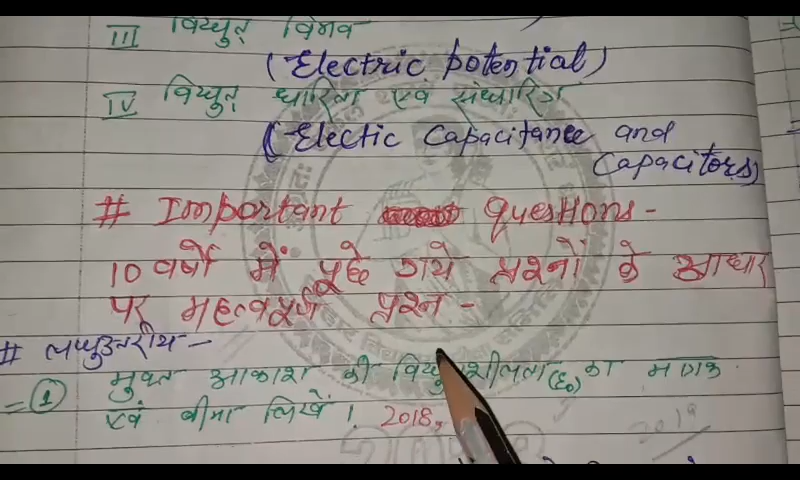 III विद्युत् विभव
(Electric potential)
IV विद्युत् धारिता एवं संधारित्र
(Electic Capacitance and
Capacitors)
# Important questions -
10 वर्षो में पूछे गये प्रश्नों के आधार
पर महत्वपूर्ण प्रश्न -
# लघुउत्तरीय -
= 1 मुक्त आकाश की विद्युतशीलता (ε0) का मात्रक
एवं बीमा लिखें । 2018,
2019